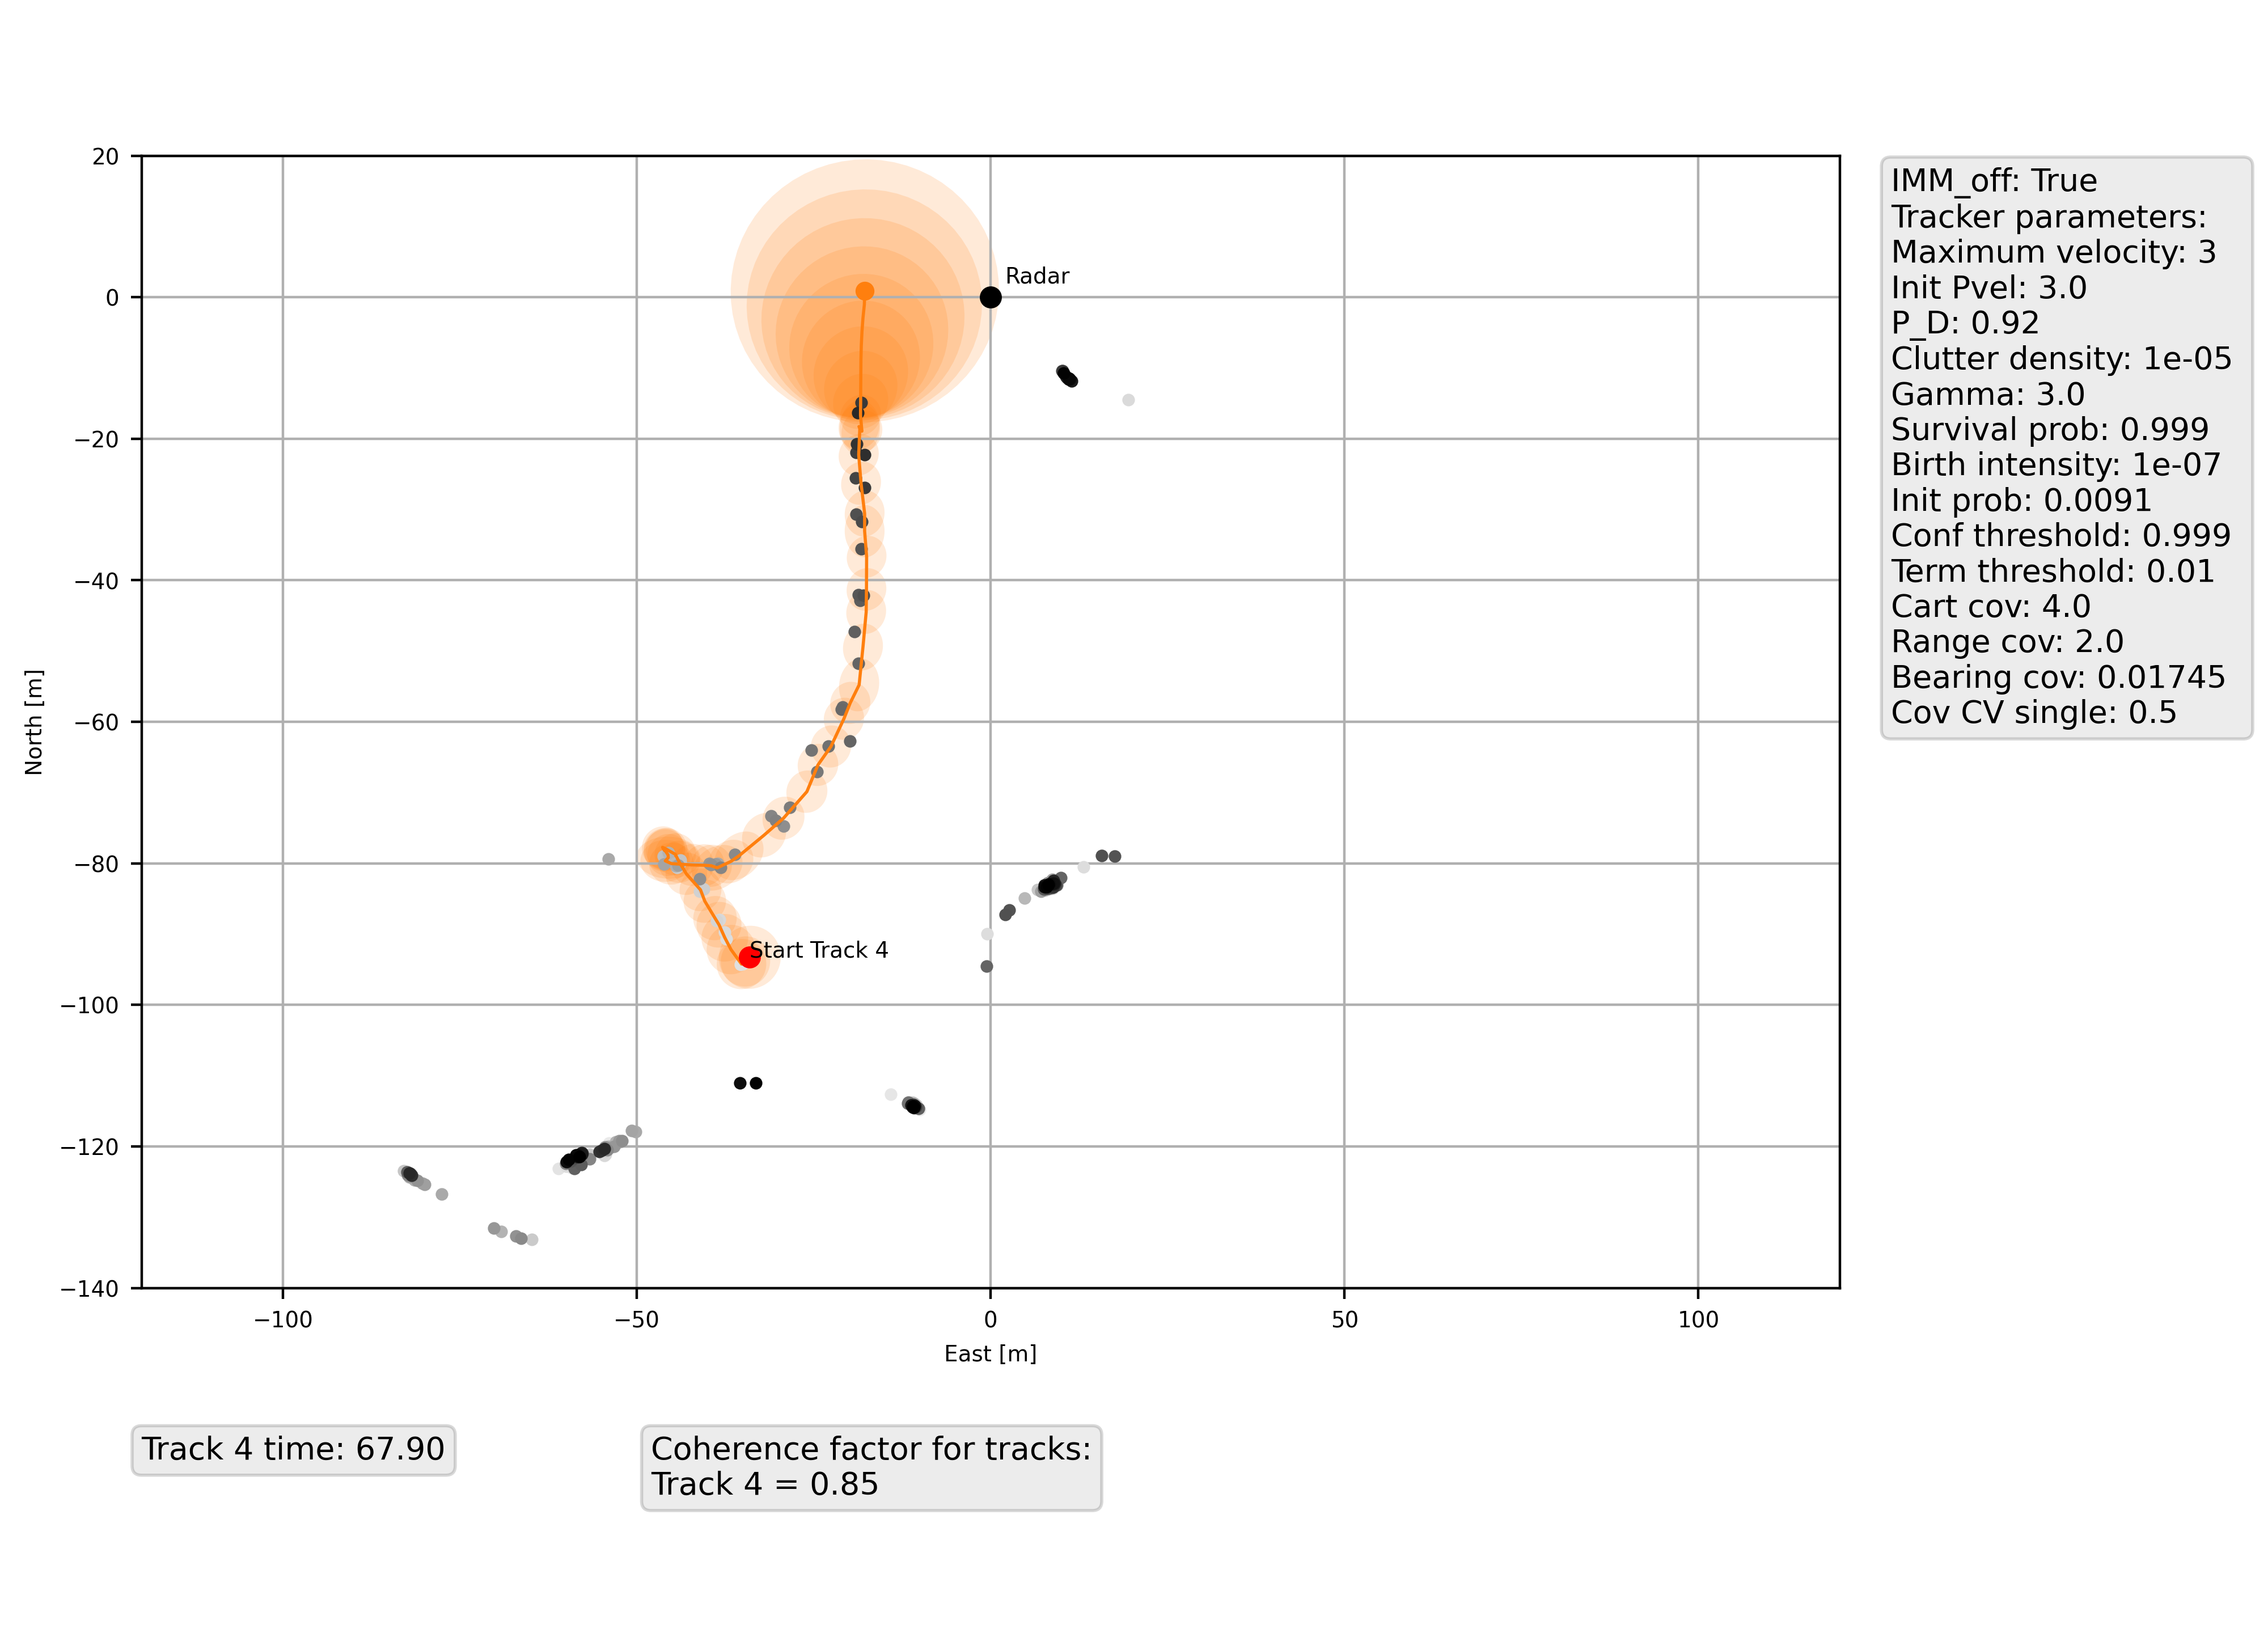 20
0
−20
−40
−60
−80
−100
−120
−140
North [m]
Radar
Start Track 4
−100
−50
0
50
100
East [m]
IMM_off: True
Tracker parameters:
Maximum velocity: 3
Init Pvel: 3.0
P_D: 0.92
Clutter density: 1e-05
Gamma: 3.0
Survival prob: 0.999
Birth intensity: 1e-07
Init prob: 0.0091
Conf threshold: 0.999
Term threshold: 0.01
Cart cov: 4.0
Range cov: 2.0
Bearing cov: 0.01745
Cov CV single: 0.5
Track 4 time: 67.90
Coherence factor for tracks:
Track 4 = 0.85